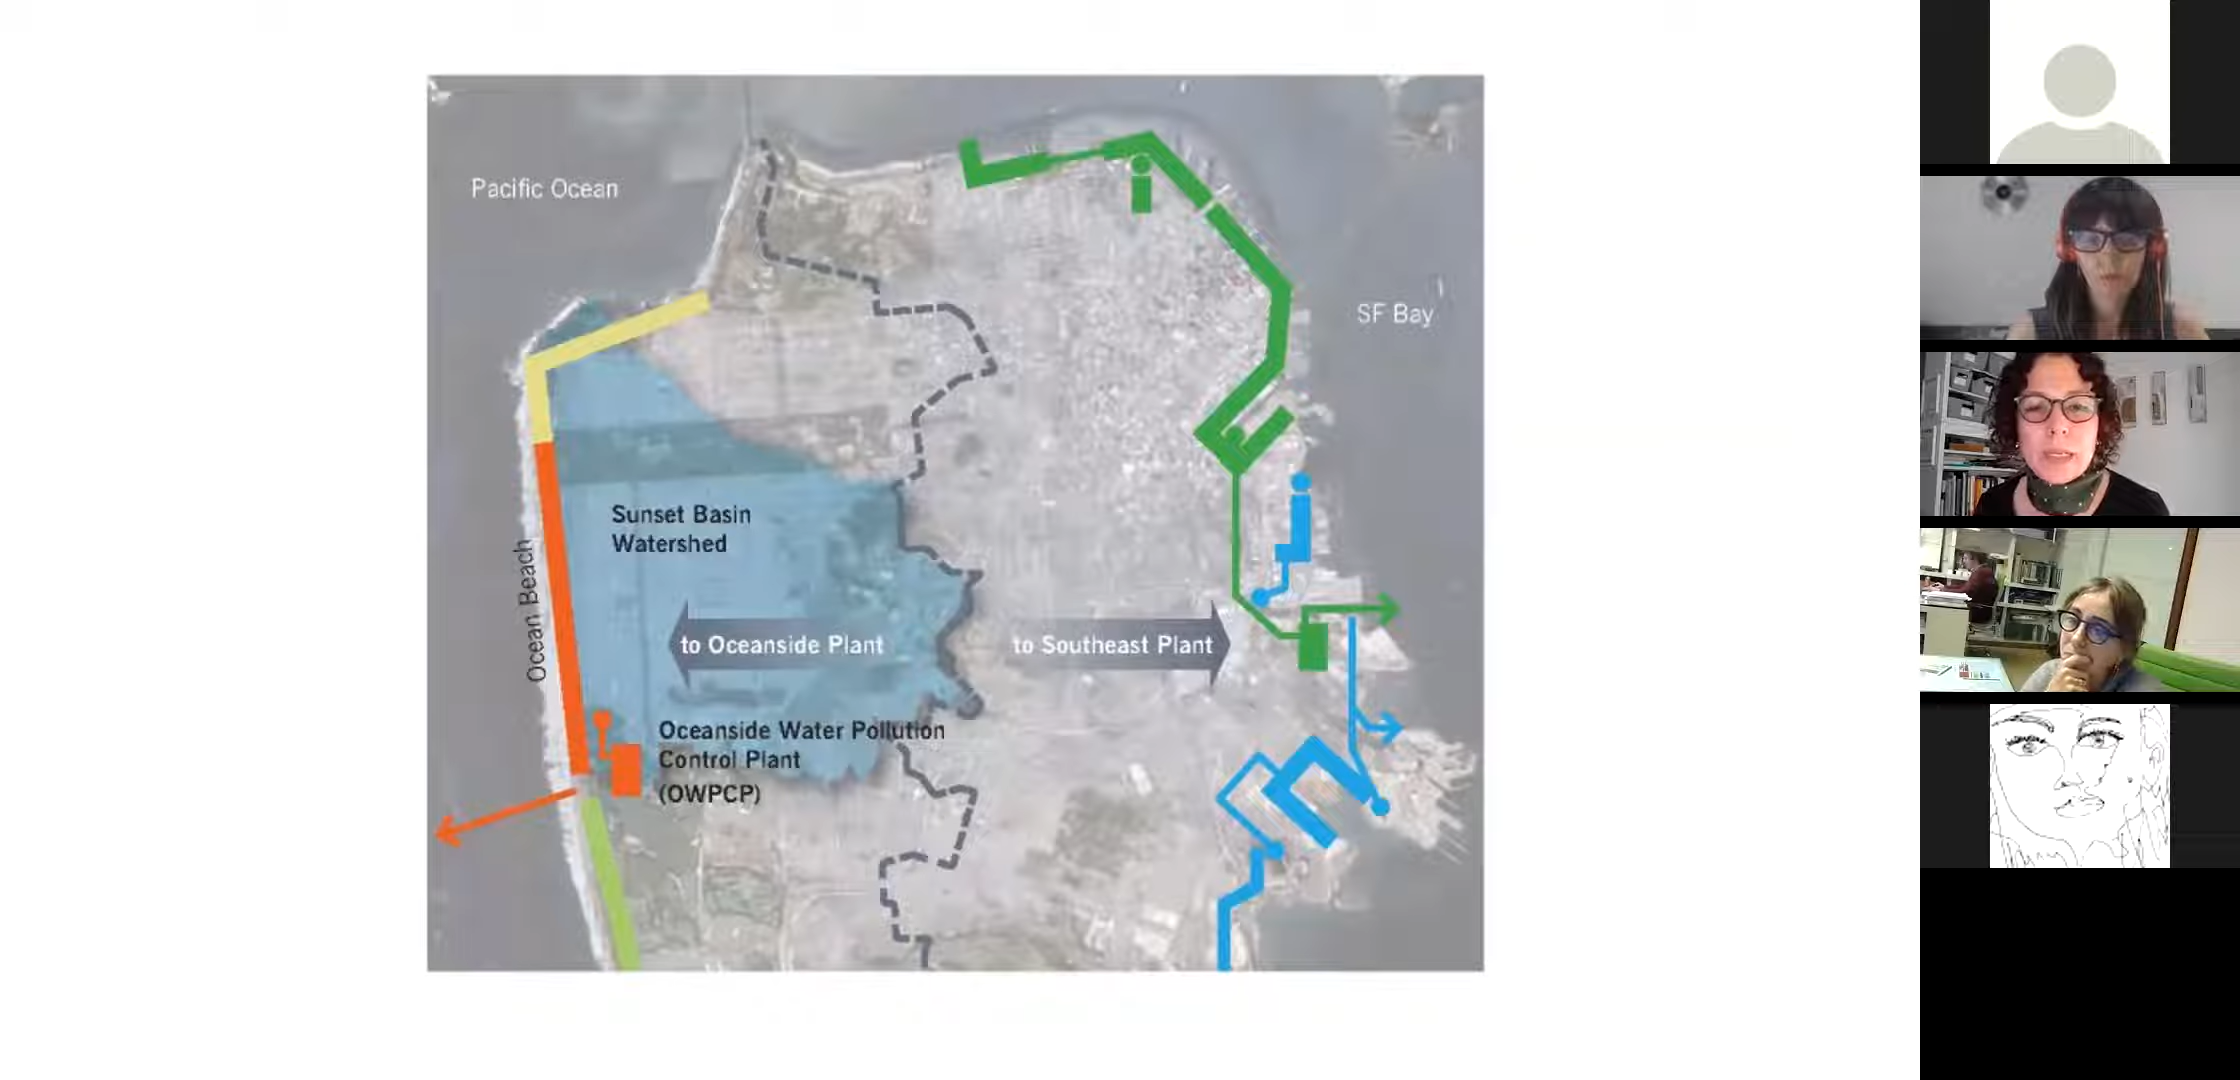 Pacific Ocean
SF Bay
Sunset Basin
Watershed
Ocean Beach
to Oceanside Plant
to Southeast Plant
Oceanside Water Pollution
Control Plant
(OWPCP)